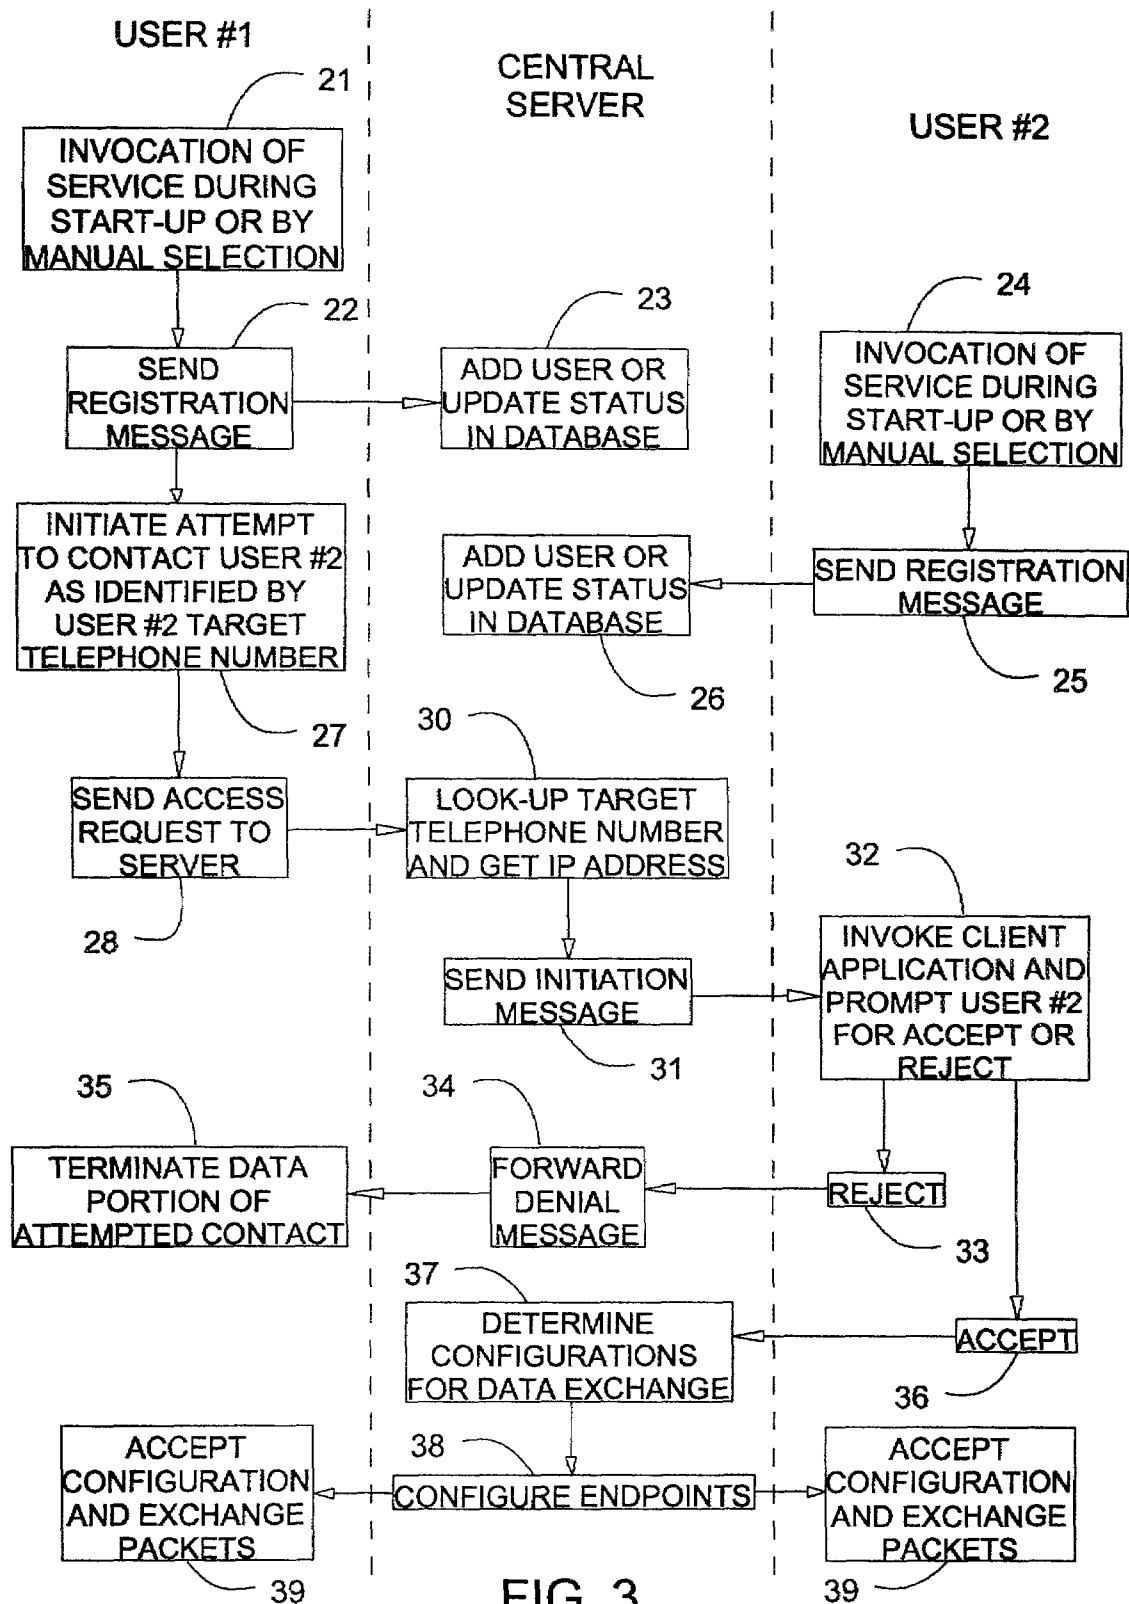 USER #1
CENTRAL
SERVER
USER #2
21
INVOCATION OF
SERVICE DURING
START-UP OR BY
MANUAL SELECTION
22
SEND
REGISTRATION
MESSAGE
23
ADD USER OR
UPDATE STATUS
IN DATABASE
24
INVOCATION OF
SERVICE DURING
START-UP OR BY
MANUAL SELECTION
INITIATE ATTEMPT
TO CONTACT USER #2
AS IDENTIFIED BY
USER #2 TARGET
TELEPHONE NUMBER
27
ADD USER OR
UPDATE STATUS
IN DATABASE
26
SEND REGISTRATION
MESSAGE
25
SEND ACCESS
REQUEST TO
SERVER
28
30
LOOK-UP TARGET
TELEPHONE NUMBER
AND GET IP ADDRESS
SEND INITIATION
MESSAGE
31
32
INVOKE CLIENT
APPLICATION AND
PROMPT USER #2
FOR ACCEPT OR
REJECT
35
TERMINATE DATA
PORTION OF
ATTEMPTED CONTACT
34
FORWARD
DENIAL
MESSAGE
REJECT
33
37
DETERMINE
CONFIGURATIONS
FOR DATA EXCHANGE
ACCEPT
36
ACCEPT
CONFIGURATION
AND EXCHANGE
PACKETS
39
38
CONFIGURE ENDPOINTS
ACCEPT
CONFIGURATION
AND EXCHANGE
PACKETS
39
FIG. 3